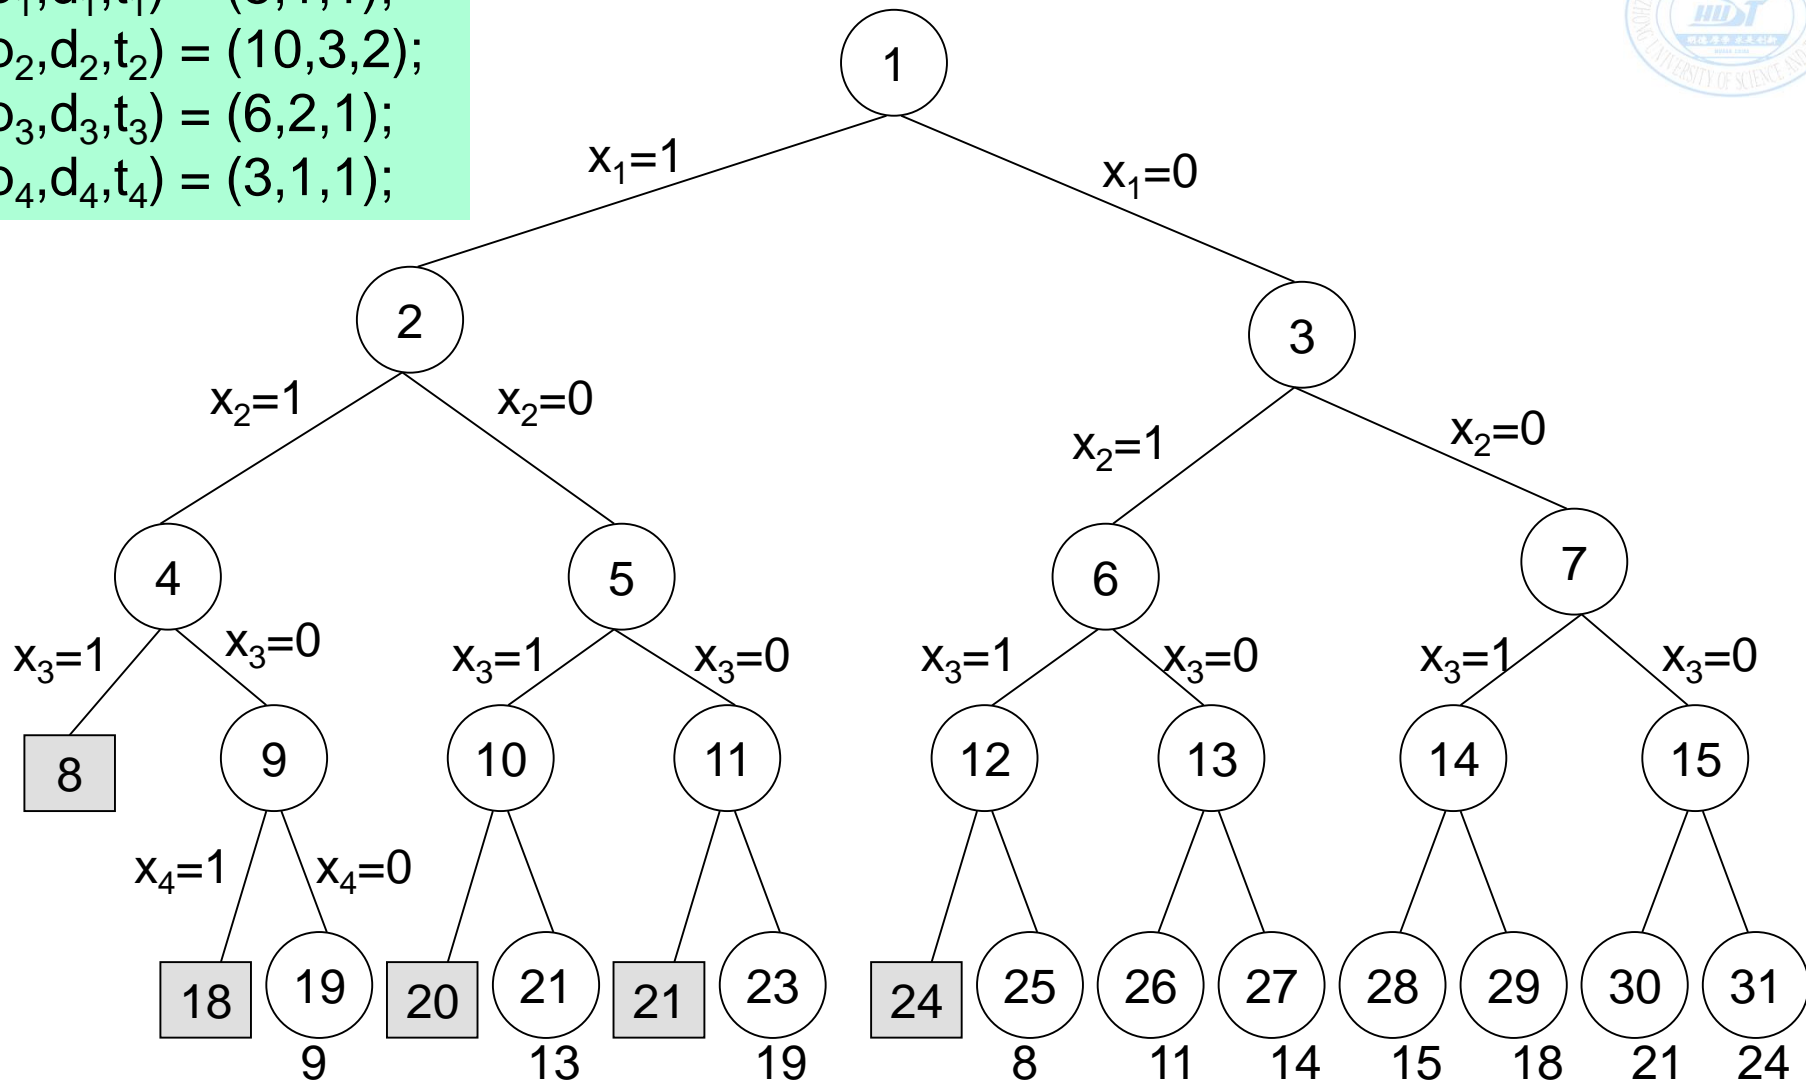 p₂,d₂,t₂) = (10,3,2);
p₃,d₃,t₃) = (6,2,1);
p₄,d₄,t₄) = (3,1,1);
1
x₁=1
x₁=0
2
3
x₂=1
x₂=0
x₂=1
x₂=0
4
5
6
7
x₃=1
x₃=0
x₃=1
x₃=0
x₃=1
x₃=0
x₃=1
x₃=0
8
9
10
11
12
13
14
15
x₄=1
x₄=0
18
19
20
21
21
23
24
25
26
27
28
29
30
31
9
13
19
8
11
14
15
18
21
24